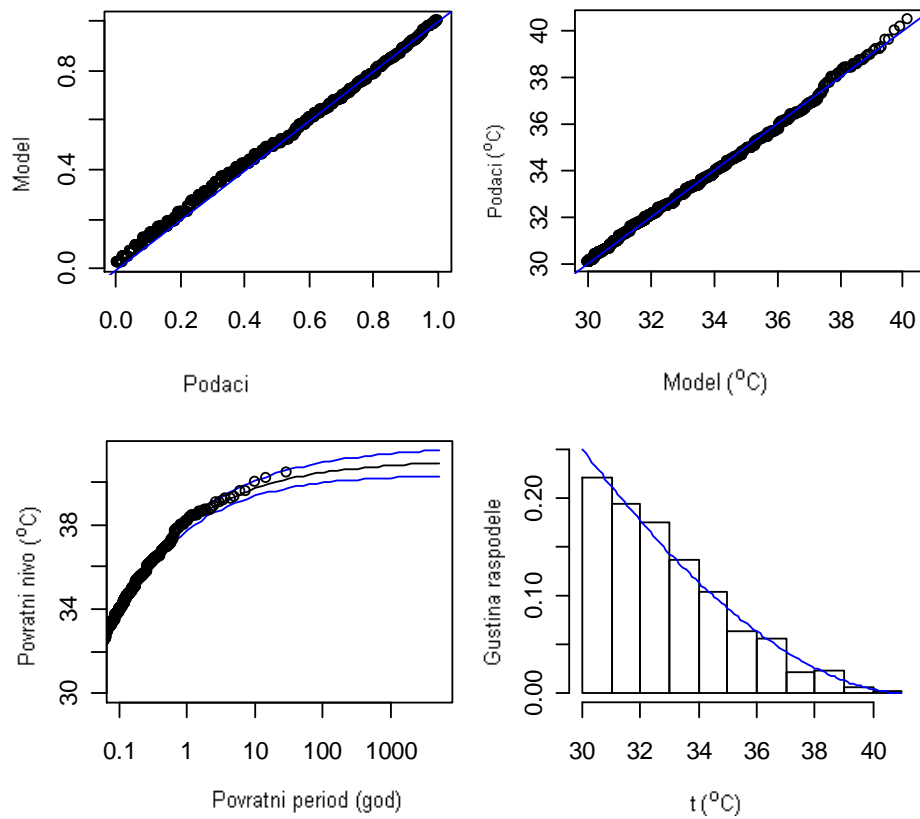 Model
0.0 0.4 0.8
0.0 0.2 0.4 0.6 0.8 1.0
Podaci
Podaci (°C)
30 32 34 36 38 40
30 32 34 36 38 40
Model (°C)
Povratni nivo (°C)
30 34 38
0.1 1 10 100 1000
Povratni period (god)
Gustina raspodele
0.00 0.10 0.20
30 32 34 36 38 40
t (°C)